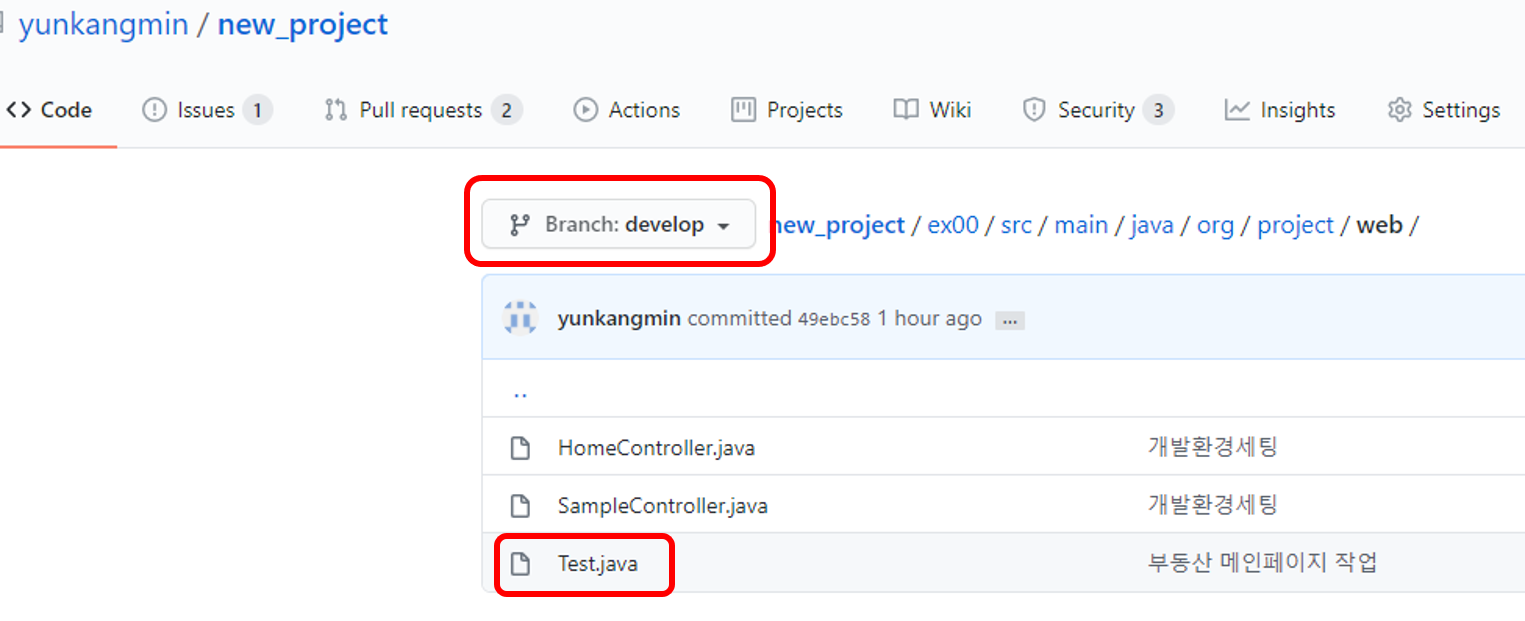 yunkangmin / new_project
Code Issues 1 Pull requests 2 Actions Projects Wiki Security 3 Insights Settings
Branch: develop new_project / ex00 / src / main / java / org / project / web /
yunkangmin committed 49ebc58 1 hour ago ...
..
HomeController.java 개발환경세팅
SampleController.java 개발환경세팅
Test.java 부동산 메인페이지 작업